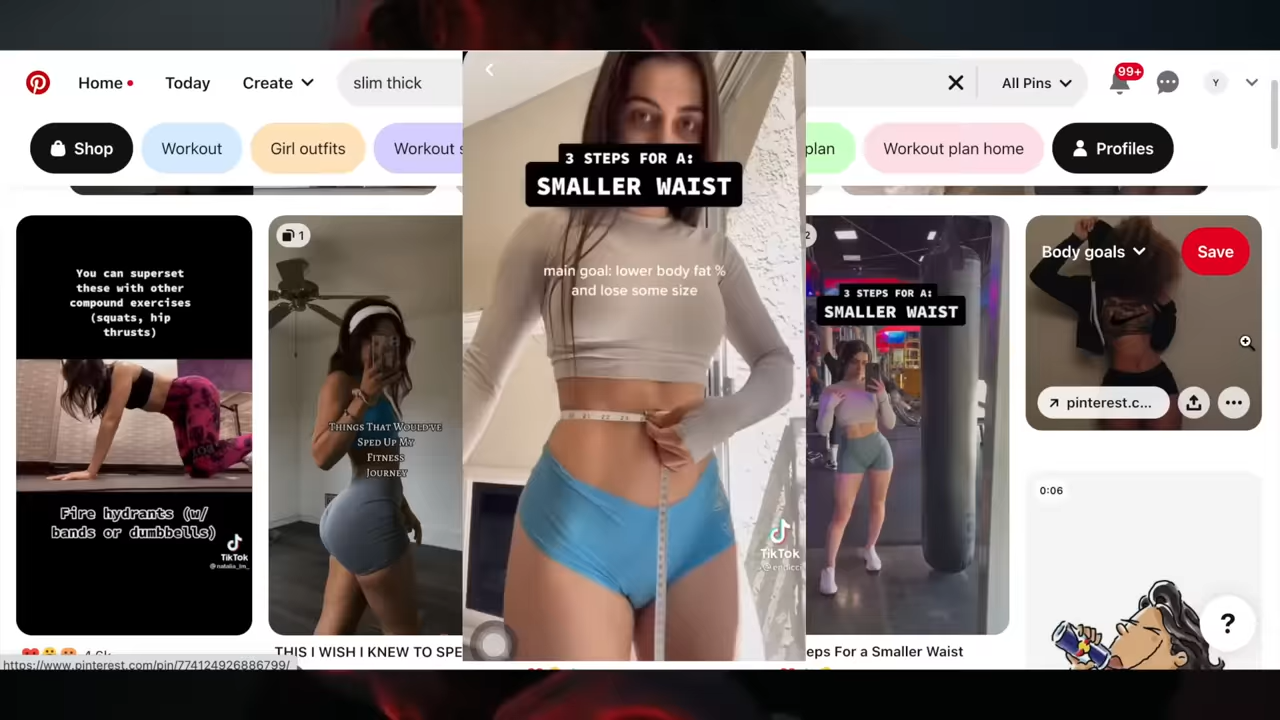 Home
Today
Create
slim thick
All Pins
99+
Y
Shop
Workout
Girl outfits
Workout s
plan
Workout plan home
Profiles
You can superset
these with other
compound exercises
(squats, hip
thrusts)
Fire hydrants (w/
bands or dumbbells)
TikTok
@natalia_lm_
1
THINGS THAT WOULD'VE
SPED UP MY
FITNESS
JOURNEY
THIS I WISH I KNEW TO SPE
3 STEPS FOR A:
SMALLER WAIST
main goal: lower body fat %
and lose some size
TikTok
2
3 STEPS FOR A:
SMALLER WAIST
eps For a Smaller Waist
Body goals
Save
pinterest.c...
0:06
?
https://www.pinterest.com/pin/774124926886799/